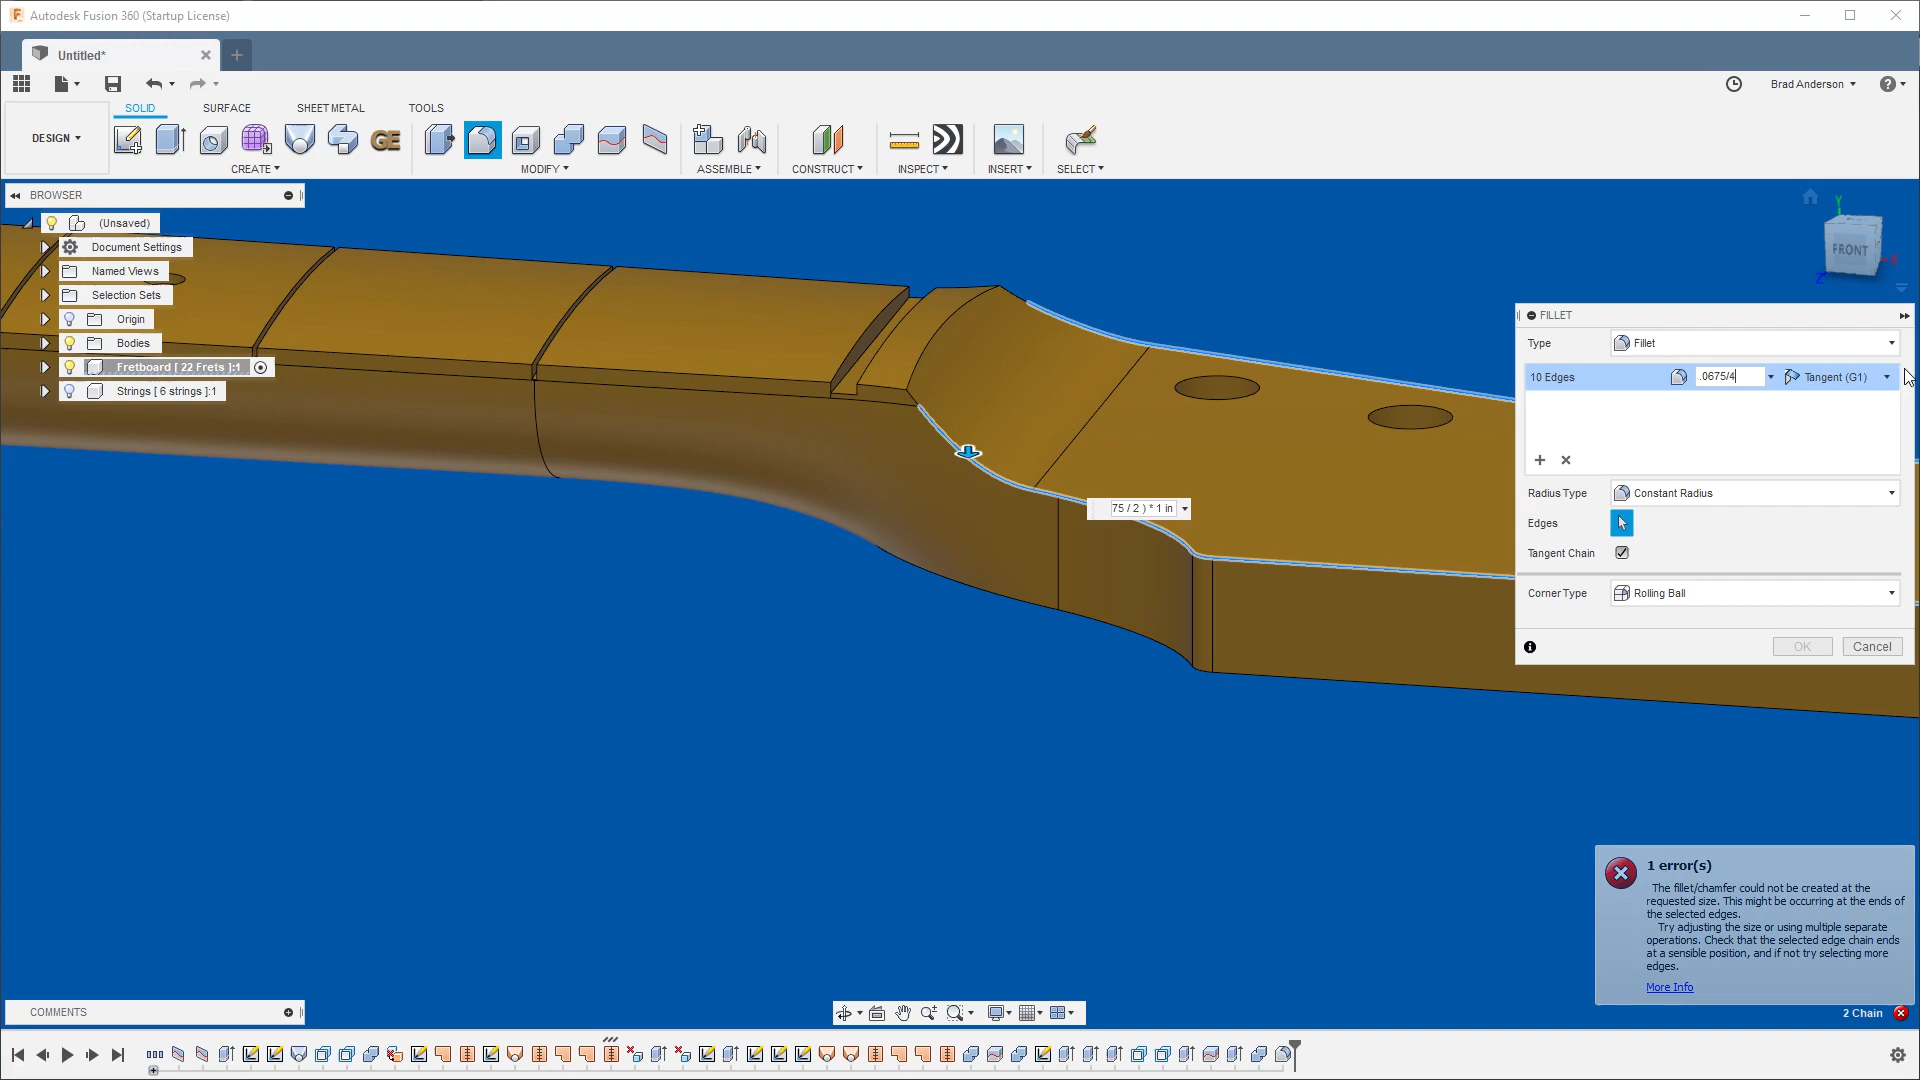 Autodesk Fusion 360 (Startup License)
Untitled*
Brad Anderson
SOLID SURFACE SHEET METAL TOOLS
DESIGN
GE
CREATE MODIFY ASSEMBLE CONSTRUCT INSPECT INSERT SELECT
BROWSER
(Unsaved)
Document Settings
Named Views
Selection Sets
Origin
Bodies
Fretboard [ 22 Frets ]:1
Strings [ 6 strings ]:1
Y
FRONT
X
Z
FILLET
Type Fillet
10 Edges .0675/4 Tangent (G1)
Radius Type Constant Radius
Edges
Tangent Chain
Corner Type Rolling Ball
OK Cancel
75 / 2 ) * 1 in
1 error(s)
The fillet/chamfer could not be created at the
requested size. This might be occurring at the ends of
the selected edges.
Try adjusting the size or using multiple separate
operations. Check that the selected edge chain ends
at a sensible position, and if not try selecting more
edges.
More Info
COMMENTS
2 Chain